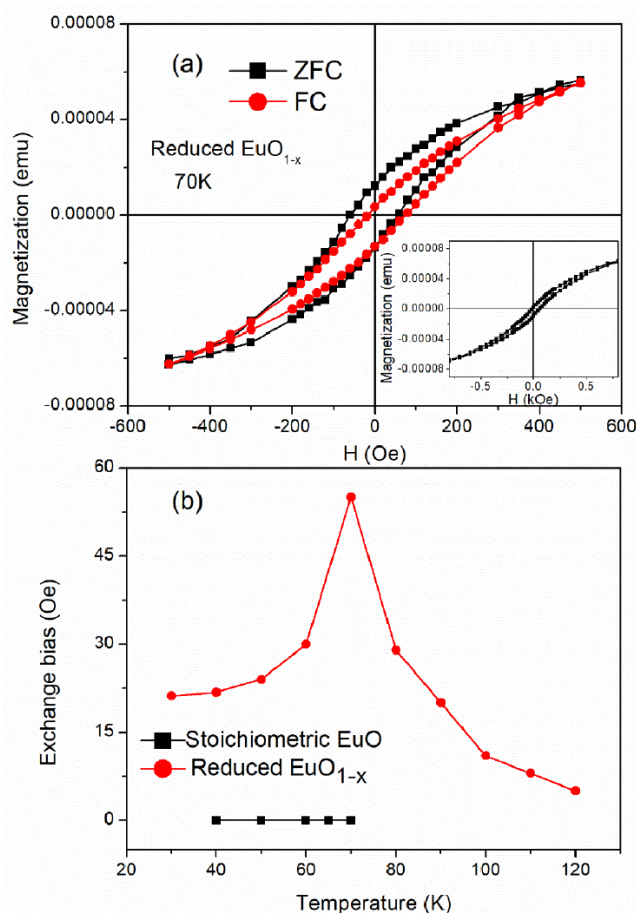 (a)
ZFC
FC
Reduced EuO1-x
70K
Magnetization (emu)
0.00008
0.00004
0.00000
-0.00004
-0.00008
-600 -400 -200 0 200 400 600
H (Oe)
Magnetization (emu)
0.00008
0.00004
0.00000
-0.00004
-0.00008
-0.5 0.0 0.5
H (kOe)
(b)
Exchange bias (Oe)
60
45
30
15
0
Stoichiometric EuO
Reduced EuO1-x
20 40 60 80 100 120
Temperature (K)